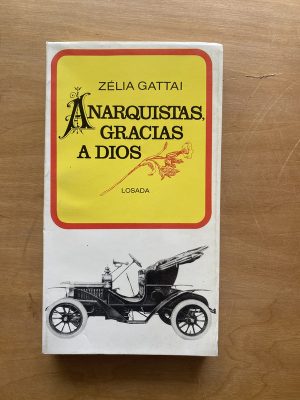 ZÉLIA GATTAI
ANARQUISTAS,
GRACIAS
A DIOS
LOSADA